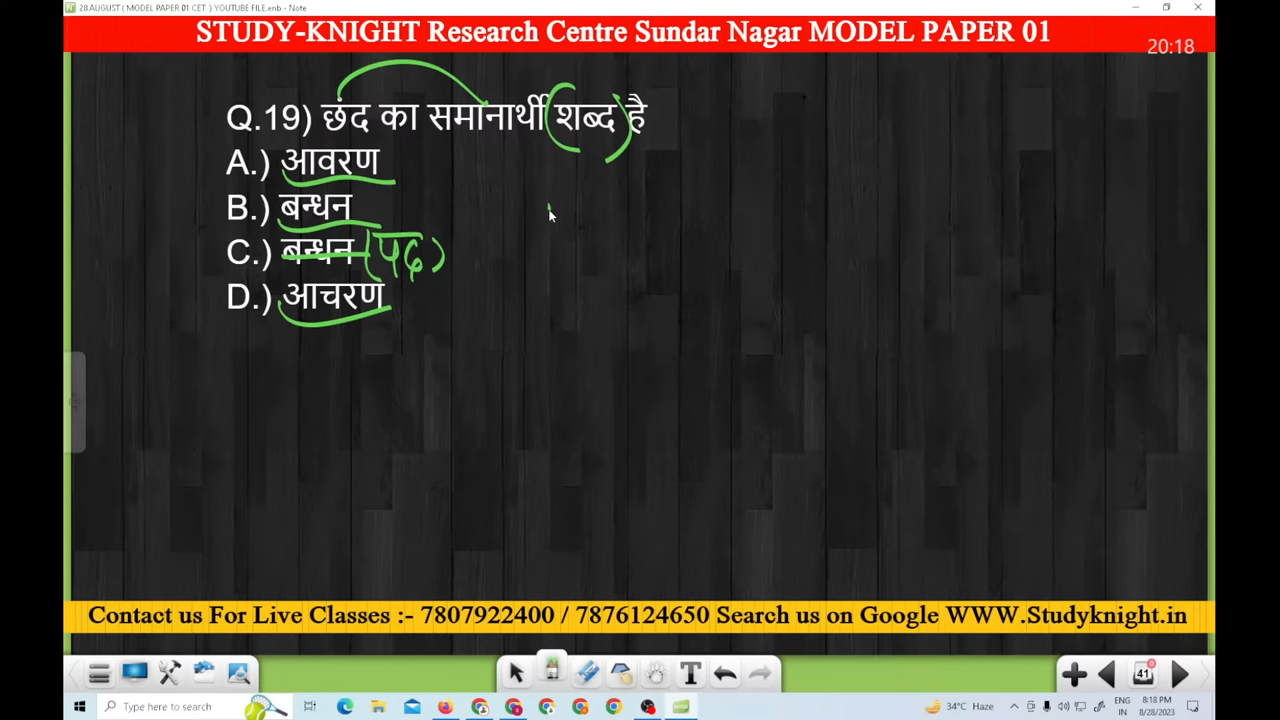 28 AUGUST ( MODEL PAPER 01 CET ) YOUTUBE FILE.enb - Note
STUDY-KNIGHT Research Centre Sundar Nagar MODEL PAPER 01
20:18
Q.19) छंद का समानार्थी शब्द है
A.) आवरण
B.) बन्धन
C.) बन्धन (पद)
D.) आचरण
Contact us For Live Classes :- 7807922400 / 7876124650 Search us on Google WWW.Studyknight.in
41
Type here to search
34°C Haze
ENG
IN
8:18 PM
8/28/2023